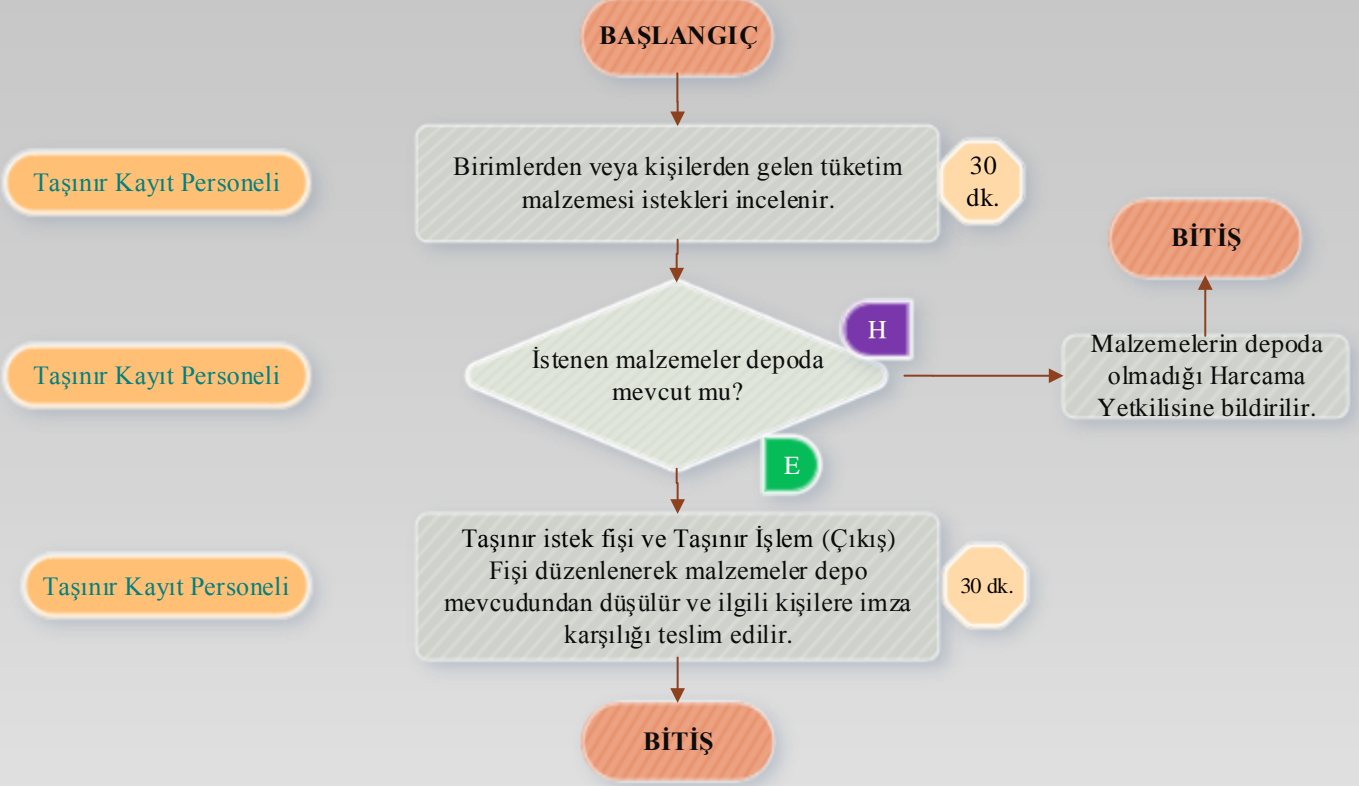 BAŞLANGIÇ
Taşınır Kayıt Personeli
Birimlerden veya kişilerden gelen tüketim
malzemesi istekleri incelenir.
30
dk.
BİTİŞ
Taşınır Kayıt Personeli
İstenen malzemeler depoda
mevcut mu?
H
Malzemelerin depoda
olmadığı Harcama
Yetkilisine bildirilir.
E
Taşınır Kayıt Personeli
Taşınır istek fişi ve Taşınır İşlem (Çıkış)
Fişi düzenlenerek malzemeler depo
mevcudundan düşülür ve ilgili kişilere imza
karşılığı teslim edilir.
30 dk.
BİTİŞ